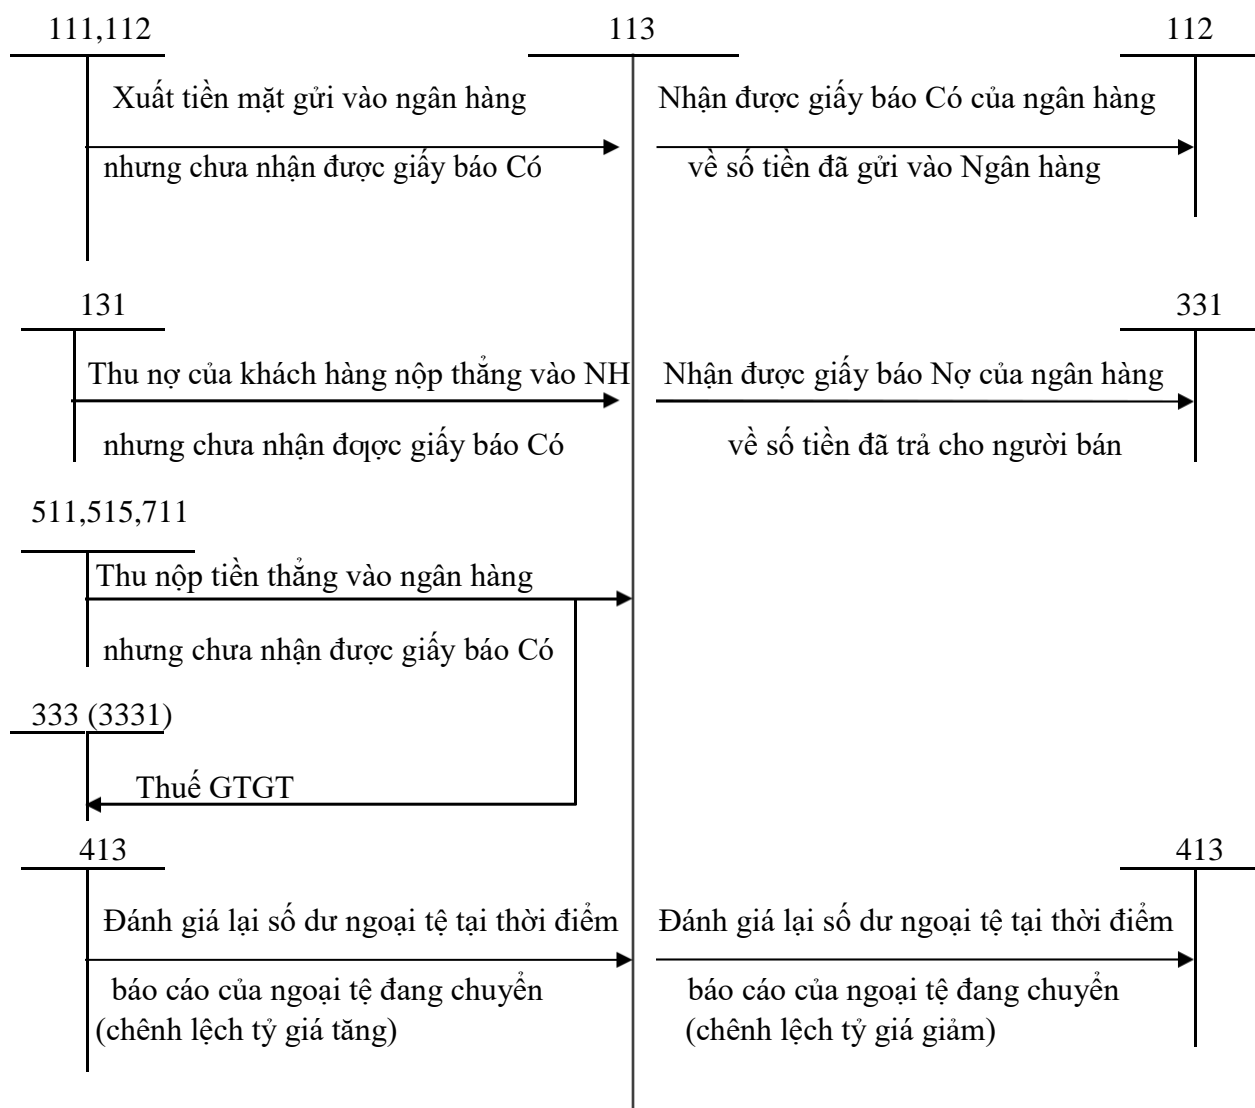 111,112
113
112
Xuất tiền mặt gửi vào ngân hàng
nhưng chưa nhận được giấy báo Có
Nhận được giấy báo Có của ngân hàng
về số tiền đã gửi vào Ngân hàng
131
331
Thu nợ của khách hàng nộp thẳng vào NH
nhưng chưa nhận đƣợc giấy báo Có
Nhận được giấy báo Nợ của ngân hàng
về số tiền đã trả cho người bán
511,515,711
Thu nộp tiền thẳng vào ngân hàng
nhưng chưa nhận được giấy báo Có
333 (3331)
Thuế GTGT
413
413
Đánh giá lại số dư ngoại tệ tại thời điểm
báo cáo của ngoại tệ đang chuyển
(chênh lệch tỷ giá tăng)
Đánh giá lại số dư ngoại tệ tại thời điểm
báo cáo của ngoại tệ đang chuyển
(chênh lệch tỷ giá giảm)